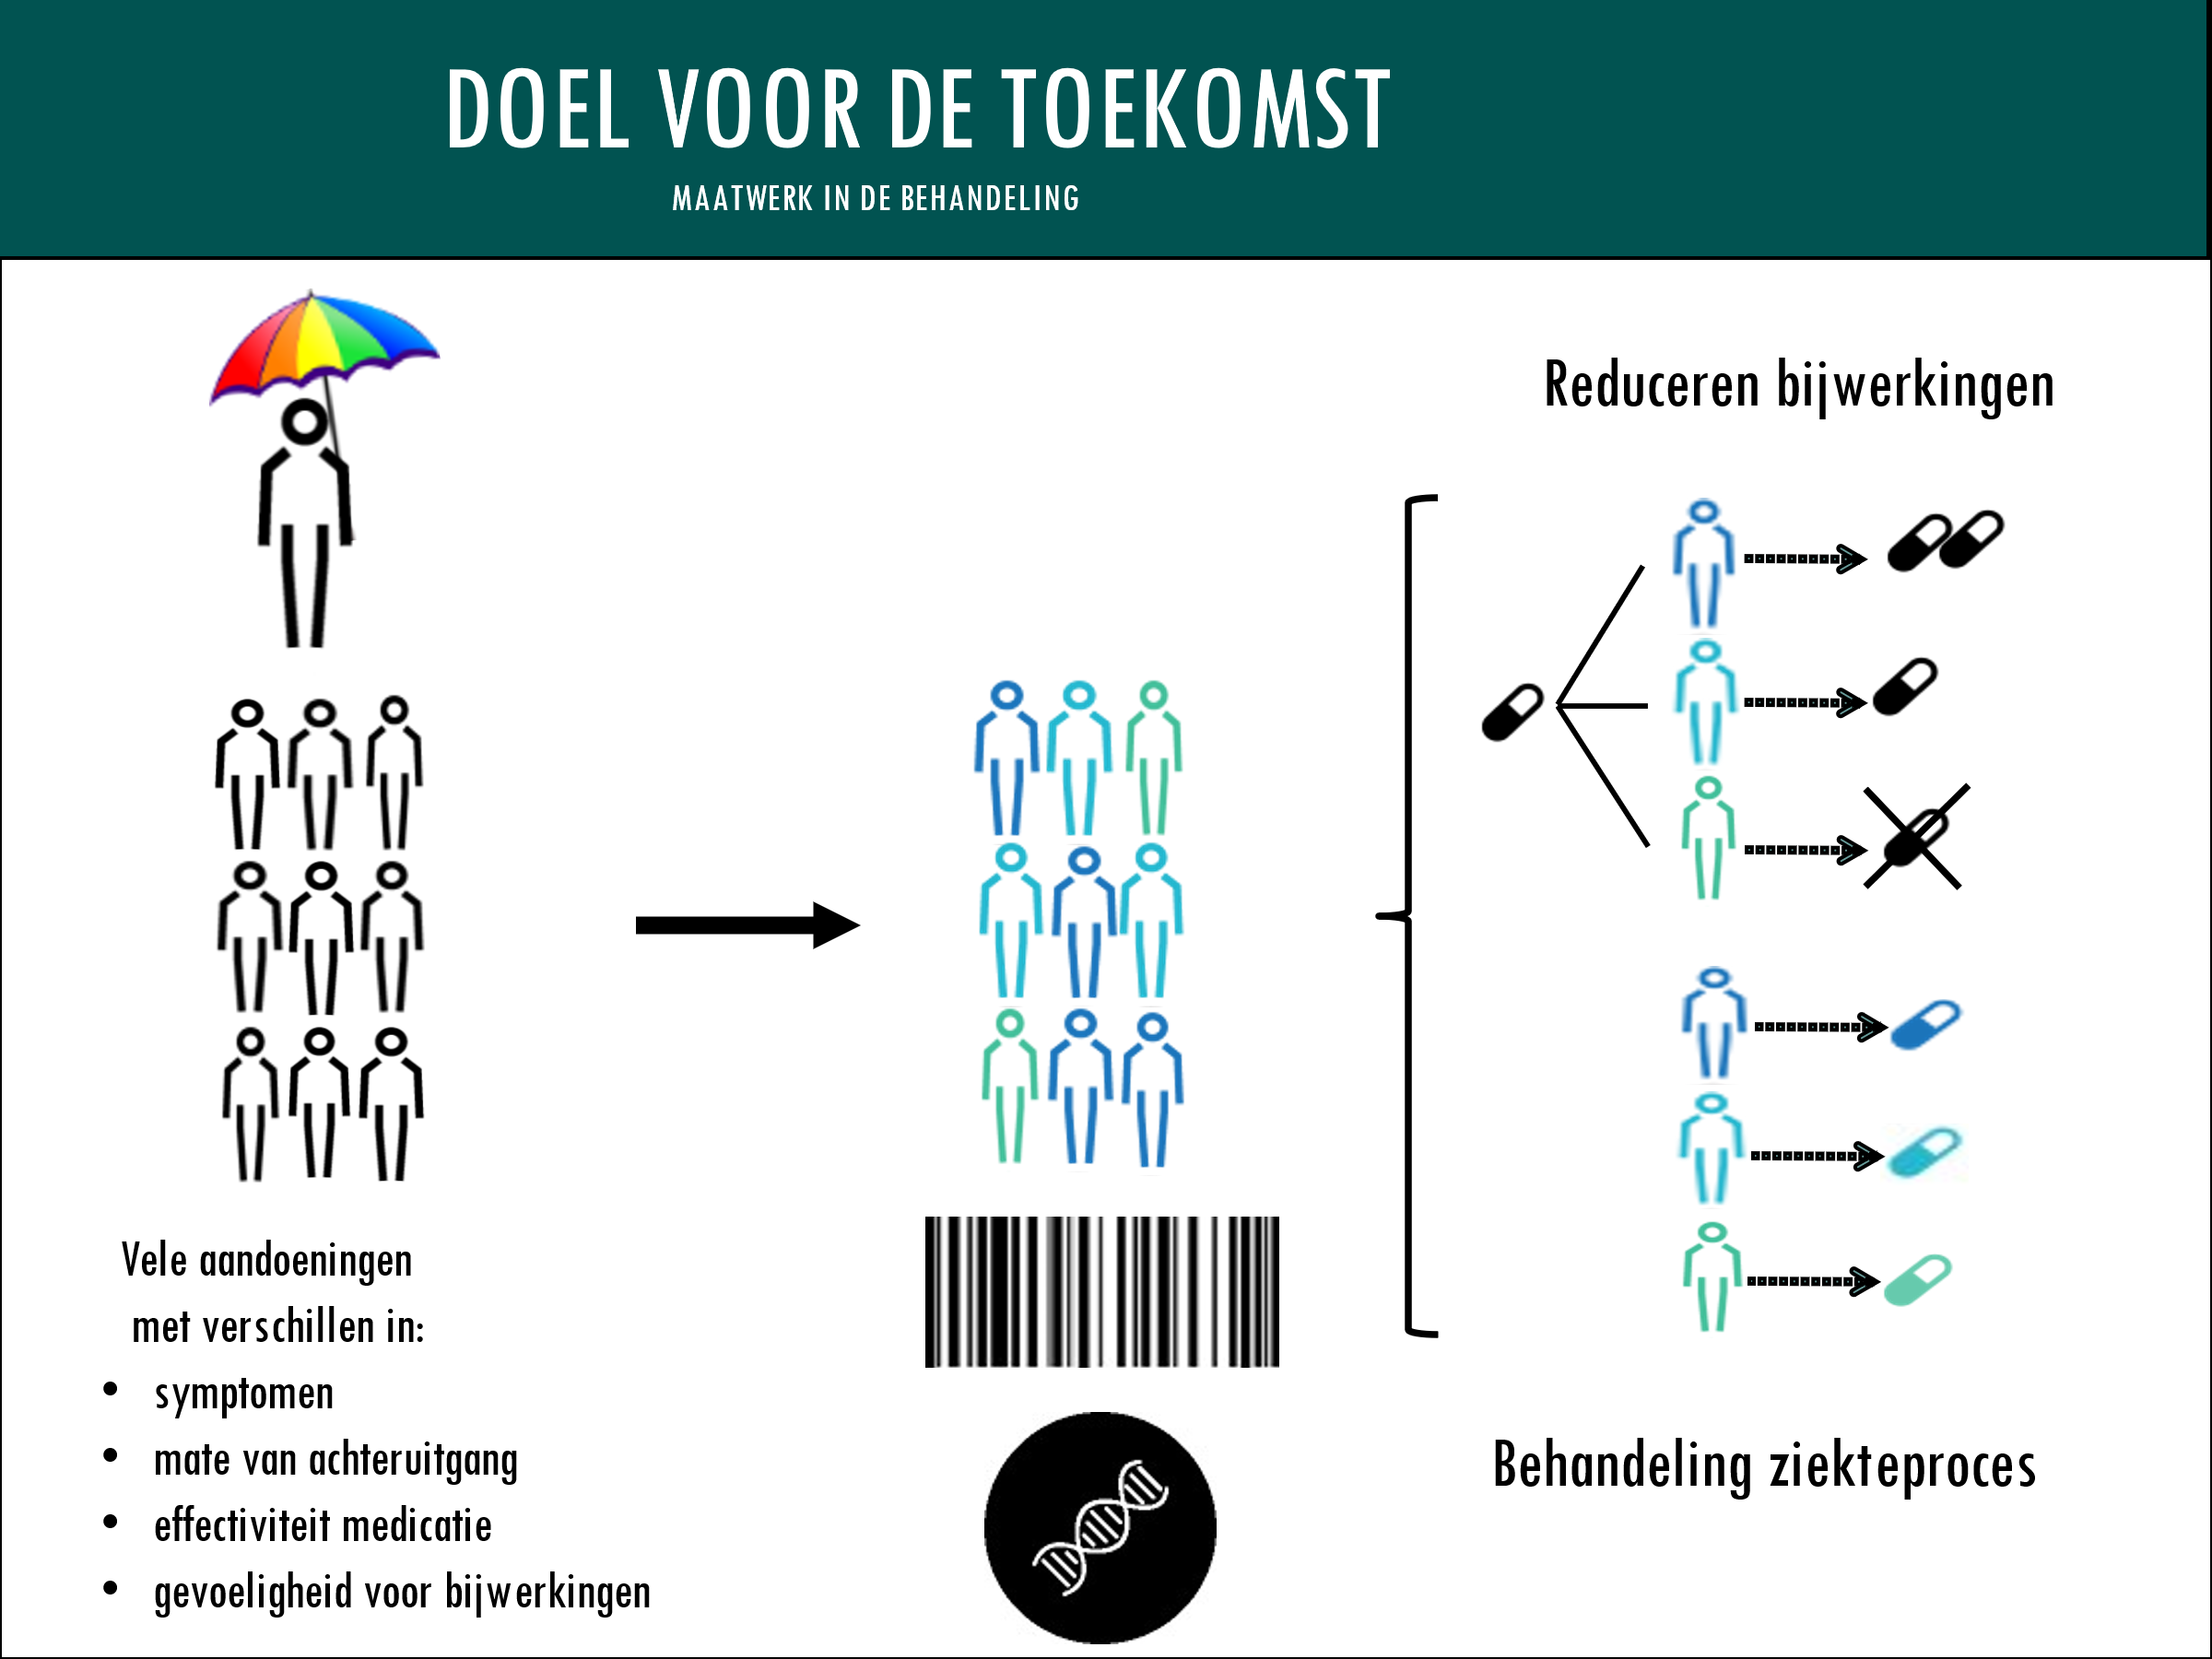 DOEL VOOR DE TOEKOMST
MAATWERK IN DE BEHANDELING
Reduceren bijwerkingen
Vele aandoeningen
met verschillen in:
• symptomen
• mate van achteruitgang
• effectiviteit medicatie
• gevoeligheid voor bijwerkingen
Behandeling ziekteproces